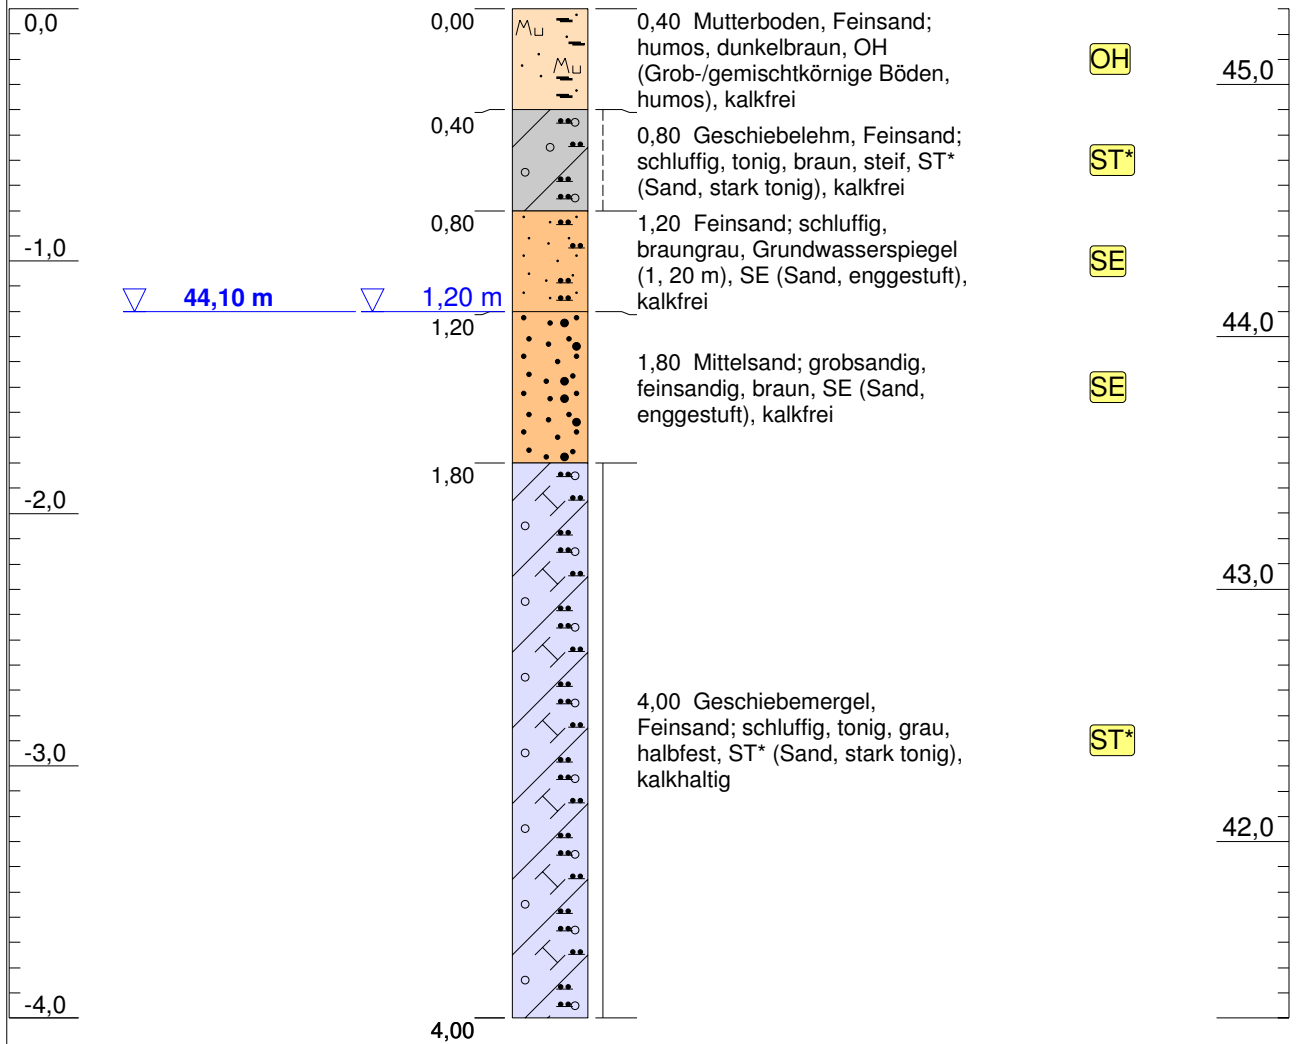 0,0
0,00
0,40 Mutterboden, Feinsand;
humos, dunkelbraun, OH
(Grob-/gemischtkörnige Böden,
humos), kalkfrei
OH
45,0
Mu
Mu
0,40
0,80 Geschiebelehm, Feinsand;
schluffig, tonig, braun, steif, ST*
(Sand, stark tonig), kalkfrei
ST*
0,80
-1,0
1,20 Feinsand; schluffig,
braungrau, Grundwasserspiegel
(1, 20 m), SE (Sand, enggestuft),
kalkfrei
SE
44,10 m
1,20 m
1,20
44,0
1,80 Mittelsand; grobsandig,
feinsandig, braun, SE (Sand,
enggestuft), kalkfrei
SE
1,80
-2,0
43,0
4,00 Geschiebemergel,
Feinsand; schluffig, tonig, grau,
halbfest, ST* (Sand, stark tonig),
kalkhaltig
ST*
-3,0
42,0
-4,0
4,00